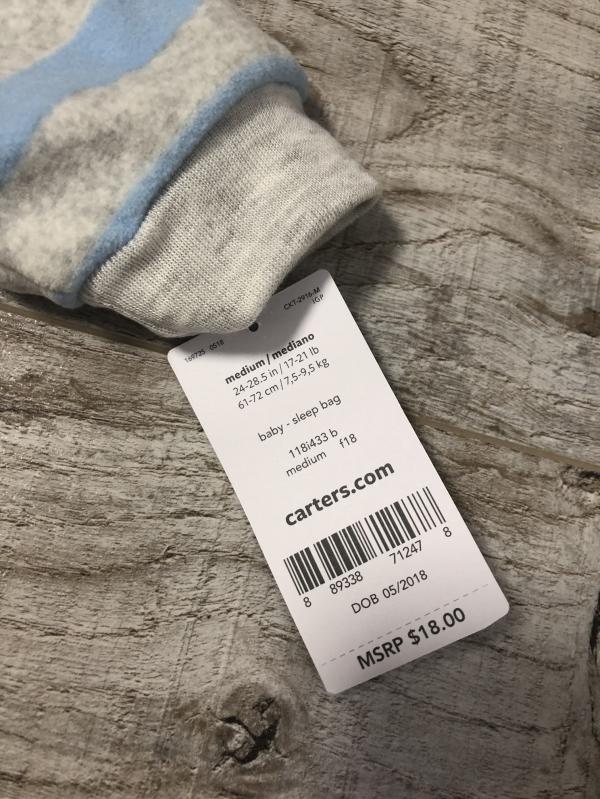 169725 0518
CKT-2916-M
IGP
medium / mediano
24-28.5 in / 17-21 lb
61-72 cm / 7,5-9,5 kg
baby - sleep bag
118i433 b
medium f18
carters.com
8 89338 71247 8
DOB 05/2018
MSRP $18.00